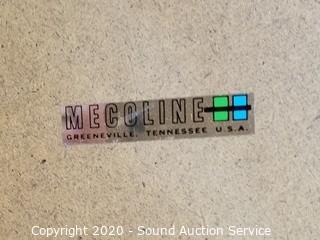 MECOLINE
GREENEVILLE, TENNESSEE U.S.A.
Copyright 2020 - Sound Auction Service